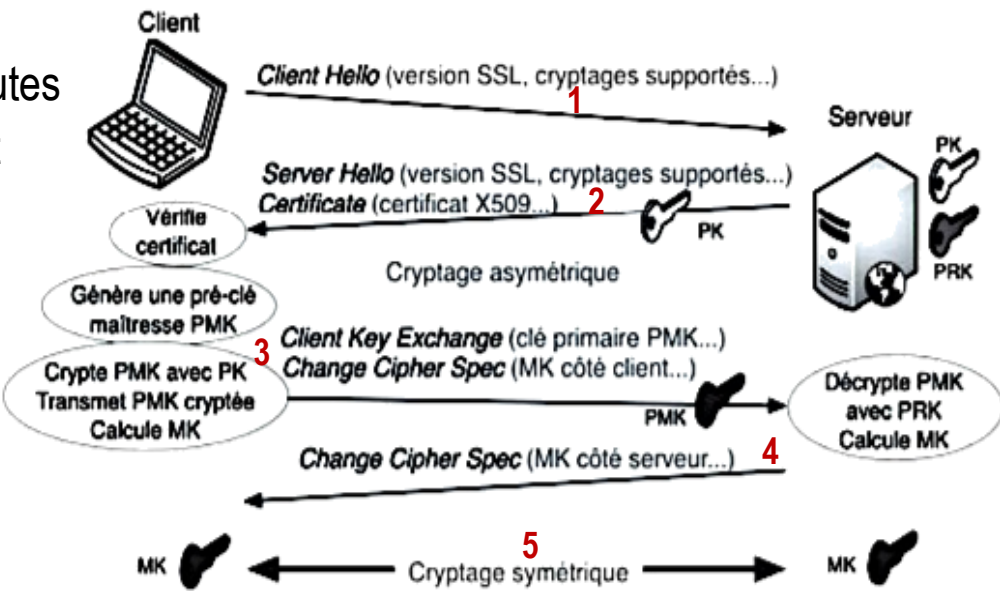 Client
utes
Client Hello (version SSL, cryptages supportés...)
1
Serveur
PK
Server Hello (version SSL, cryptages supportés...)
Certificate (certificat X509...)
2
PK
PRK
Vérifie
certificat
Cryptage asymétrique
Génère une pré-clé
maîtresse PMK
3
Client Key Exchange (clé primaire PMK...)
Change Cipher Spec (MK côté client...)
Crypte PMK avec PK
Transmet PMK cryptée
Calcule MK
PMK
Décrypte PMK
avec PRK
Calcule MK
Change Cipher Spec (MK côté serveur...)
4
MK
5
Cryptage symétrique
MK